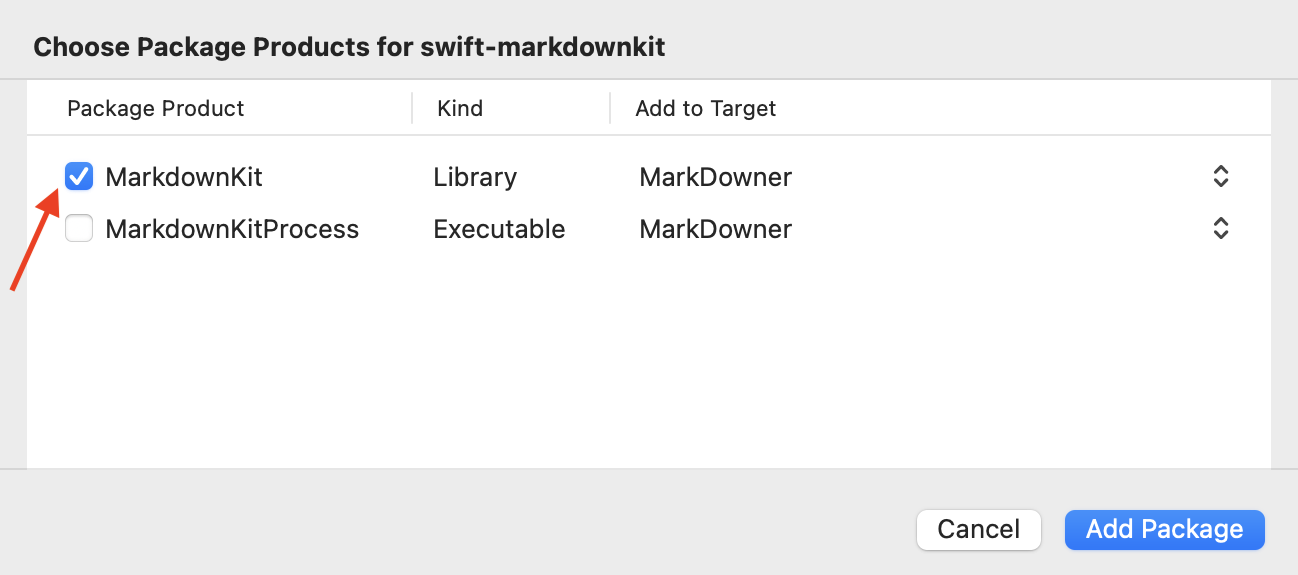 Choose Package Products for swift-markdownkit
Package Product Kind Add to Target
MarkdownKit Library MarkDowner
MarkdownKitProcess Executable MarkDowner
Cancel Add Package